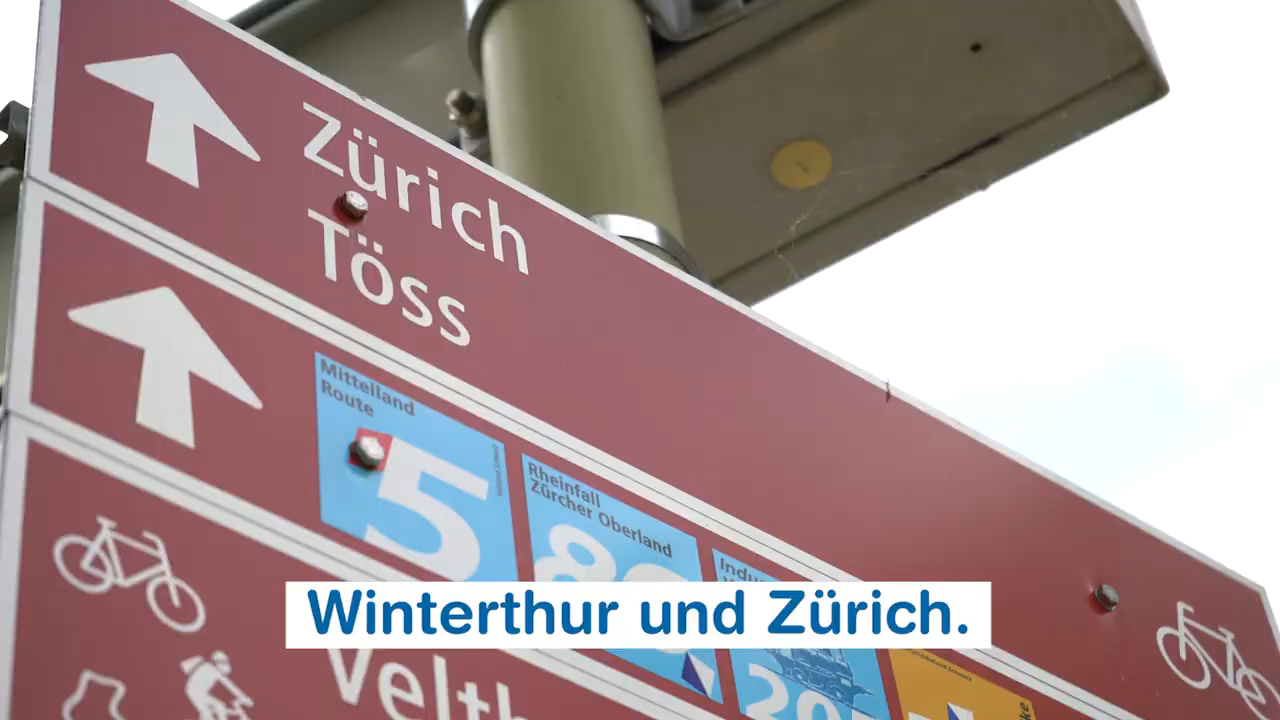 Zürich
Töss
Mittelland
Route
5
Rheinfall
Zürcher Oberland
Winterthur und Zürich.